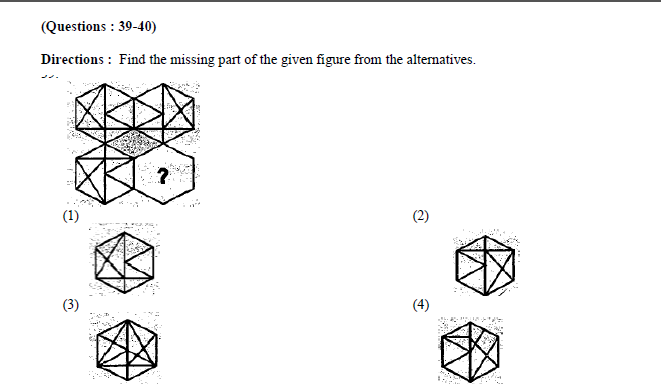 (Questions : 39-40)
Directions : Find the missing part of the given figure from the alternatives.
?
(1)
(2)
(3)
(4)